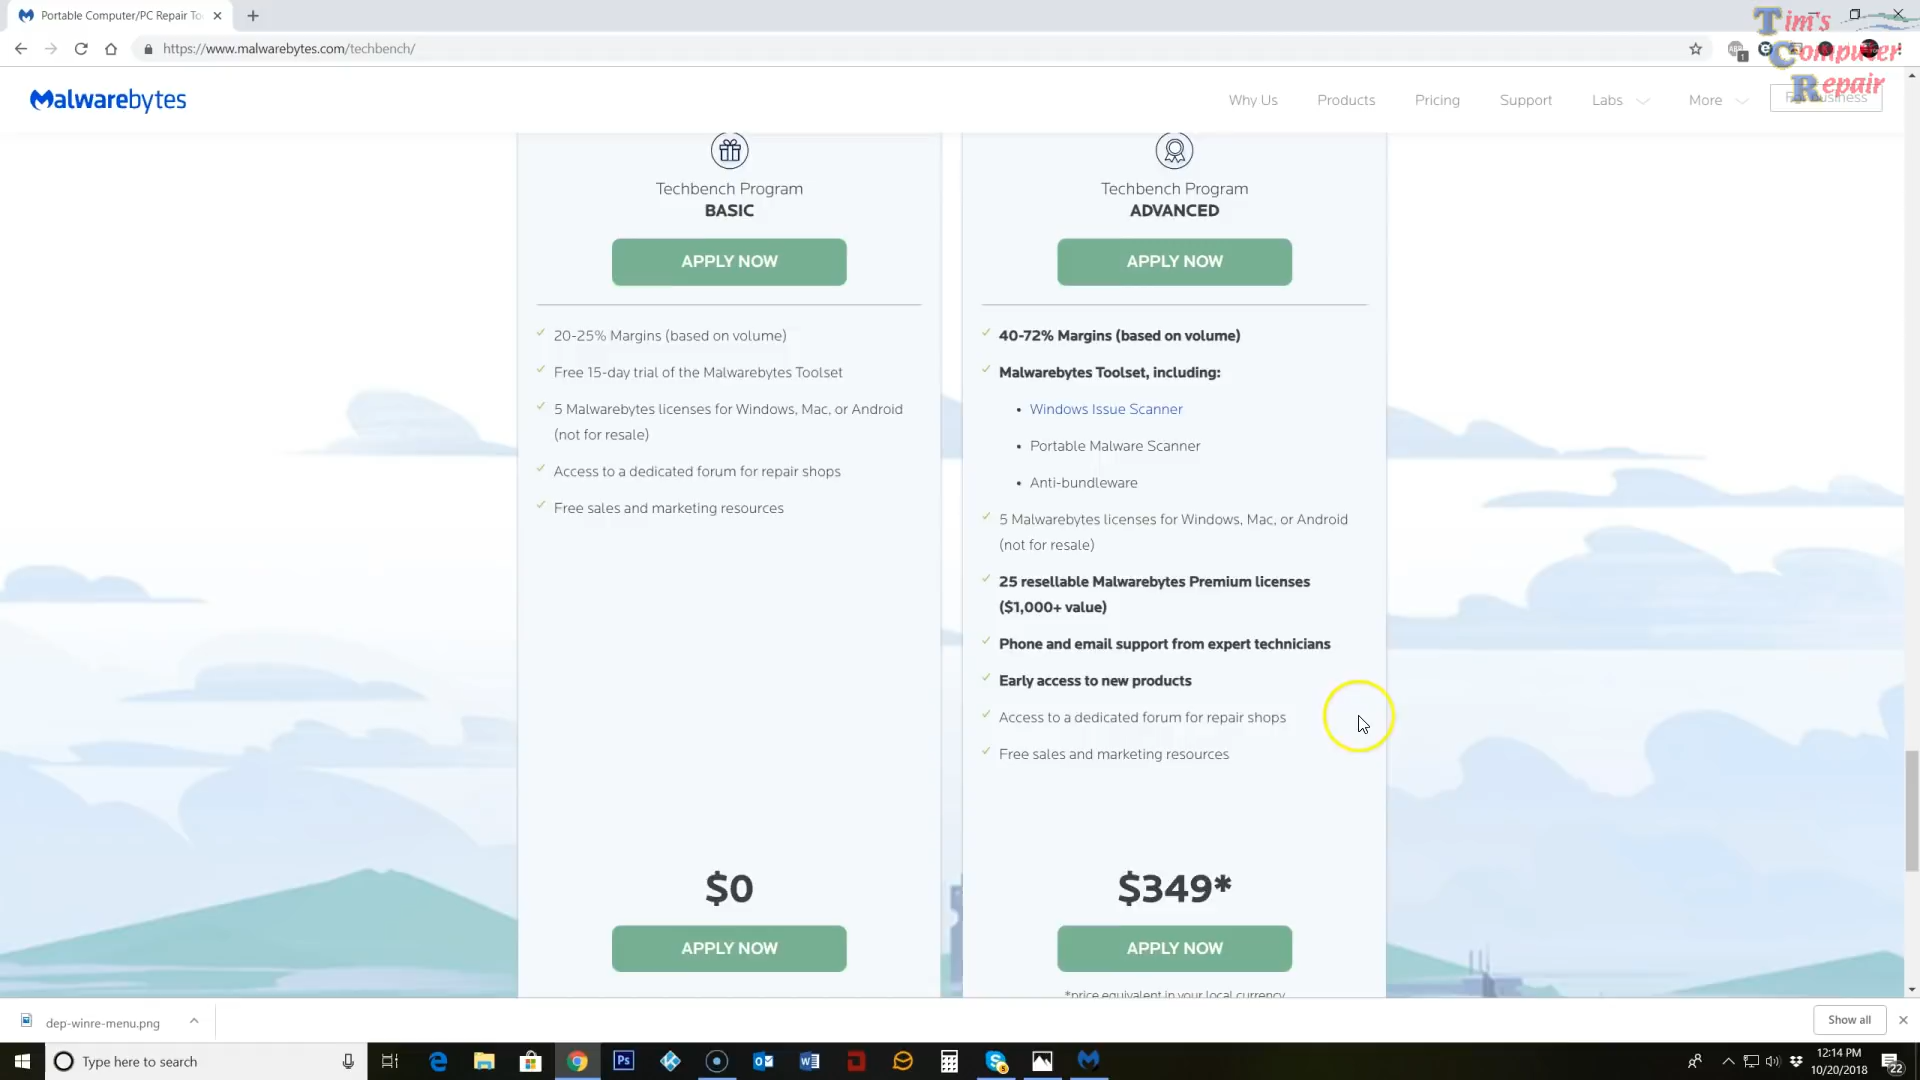 Portable Computer/PC Repair To
https://www.malwarebytes.com/techbench/
Tim's
Computer
Repair
Malwarebytes
Why Us
Products
Pricing
Support
Labs
More
Techbench Program
BASIC
APPLY NOW
20-25% Margins (based on volume)
Free 15-day trial of the Malwarebytes Toolset
5 Malwarebytes licenses for Windows, Mac, or Android
(not for resale)
Access to a dedicated forum for repair shops
Free sales and marketing resources
$0
APPLY NOW
Techbench Program
ADVANCED
APPLY NOW
40-72% Margins (based on volume)
Malwarebytes Toolset, including:
• Windows Issue Scanner
• Portable Malware Scanner
• Anti-bundleware
5 Malwarebytes licenses for Windows, Mac, or Android
(not for resale)
25 resellable Malwarebytes Premium licenses
($1,000+ value)
Phone and email support from expert technicians
Early access to new products
Access to a dedicated forum for repair shops
Free sales and marketing resources
$349*
APPLY NOW
*price equivalent in your local currency
dep-winre-menu.png
Show all
Type here to search
12:14 PM
10/20/2018
22